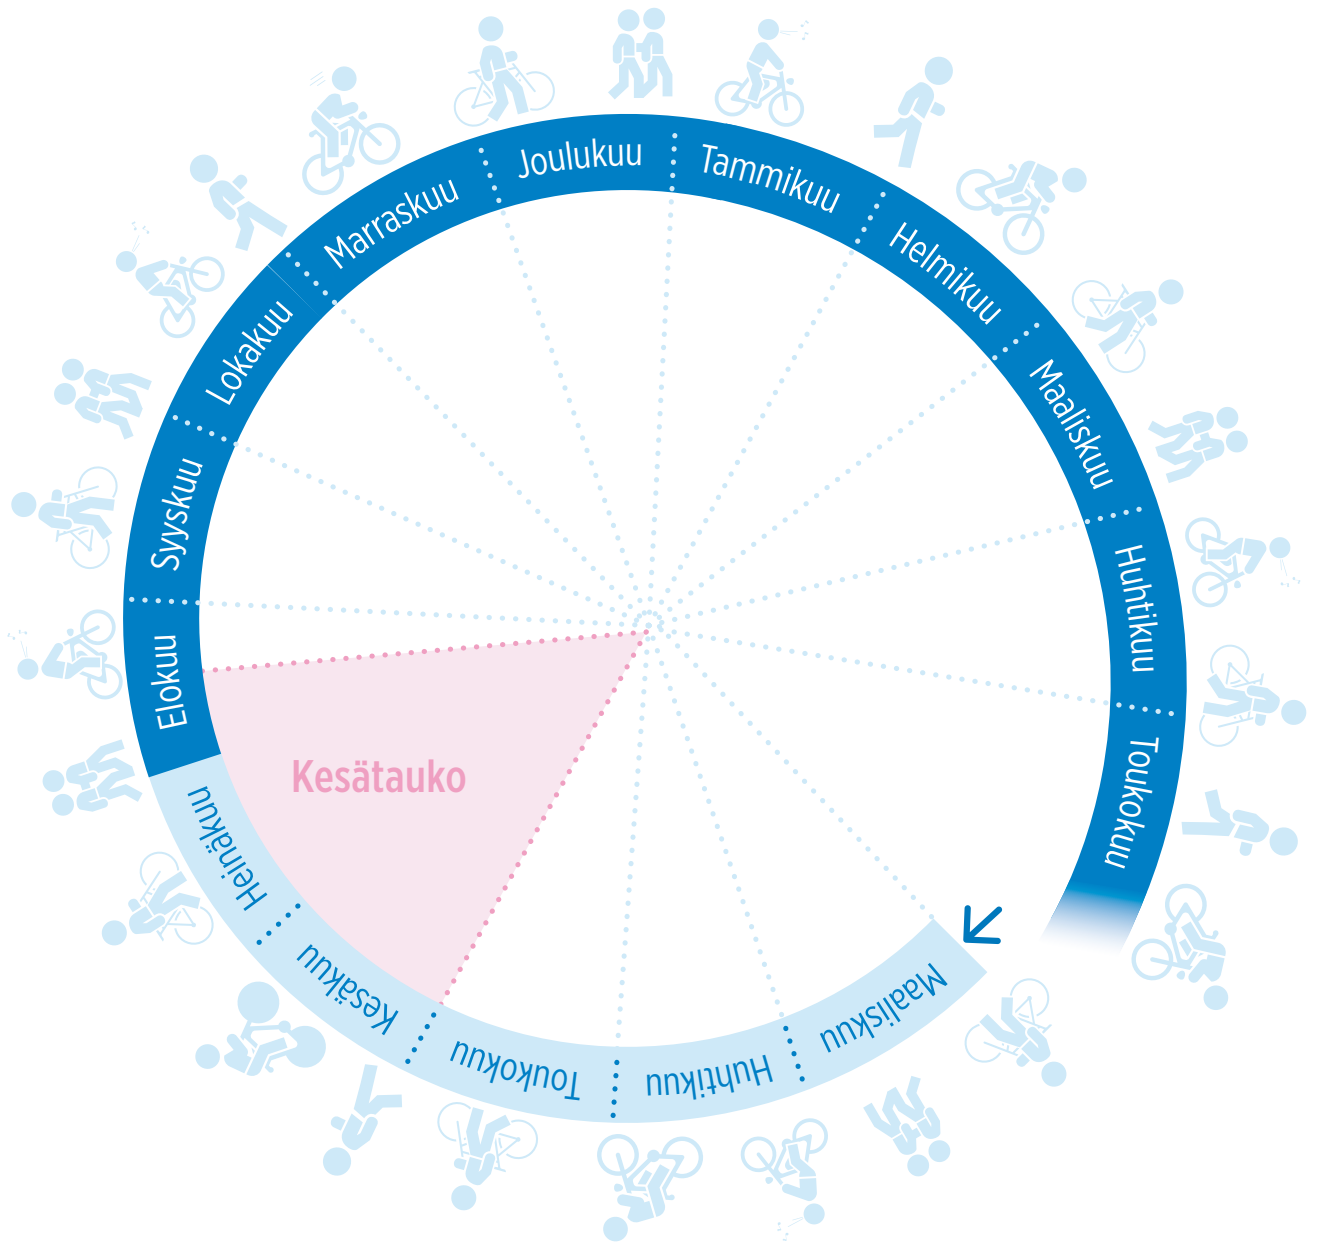 Maaliskuu
Huhtikuu
Toukokuu
Kesäkuu
Heinäkuu
Elokuu
Syyskuu
Lokakuu
Marraskuu
Joulukuu
Tammikuu
Helmikuu
Maaliskuu
Huhtikuu
Toukokuu
Kesätauko